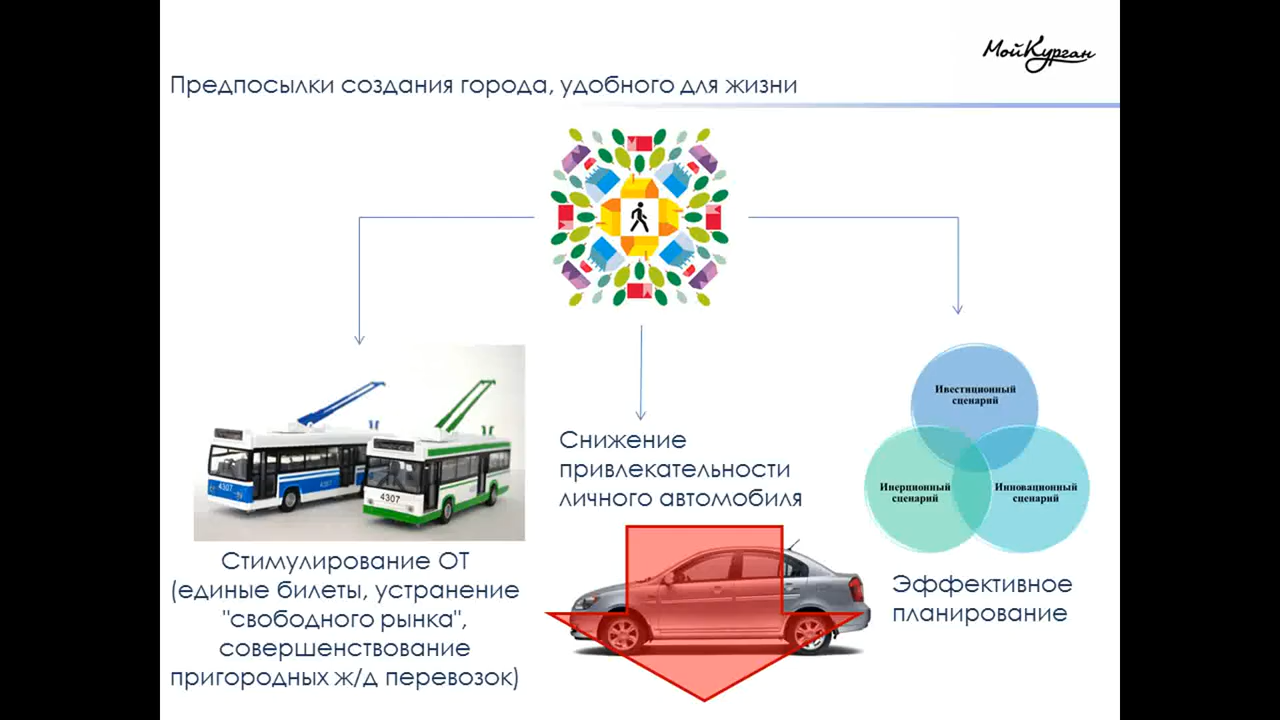 МойКурган
Предпосылки создания города, удобного для жизни
4307
4307
4307
Стимулирование ОТ
(единые билеты, устранение
"свободного рынка",
совершенствование
пригородных ж/д перевозок)
Снижение
привлекательности
личного автомобиля
Ивестиционный
сценарий
Инерционный
сценарий
Инновационный
сценарий
Эффективное
планирование